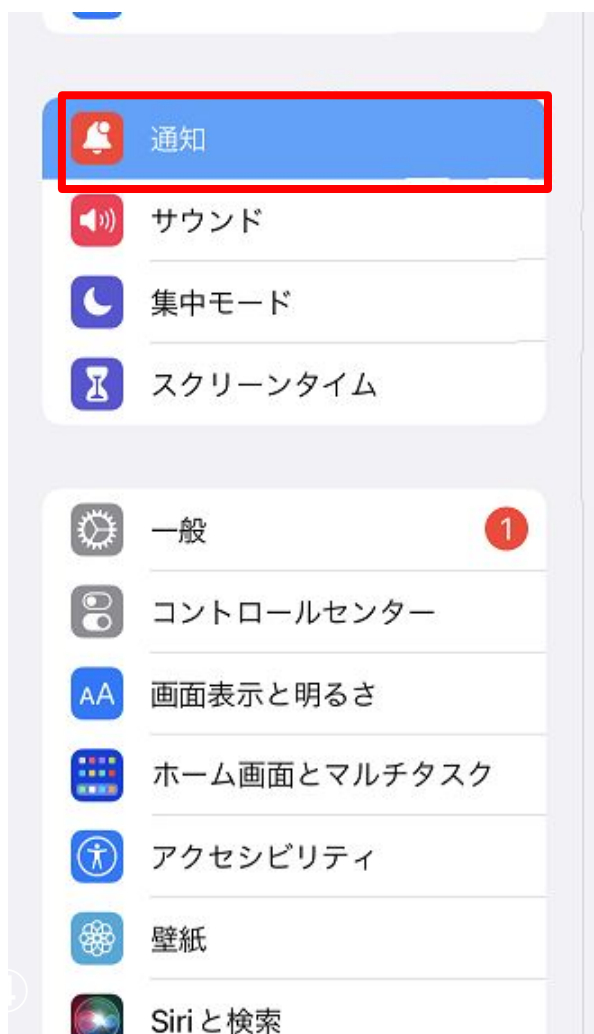 通知
サウンド
集中モード
スクリーンタイム
一般
1
コントロールセンター
AA
画面表示と明るさ
ホーム画面とマルチタスク
アクセシビリティ
壁紙
Siriと検索